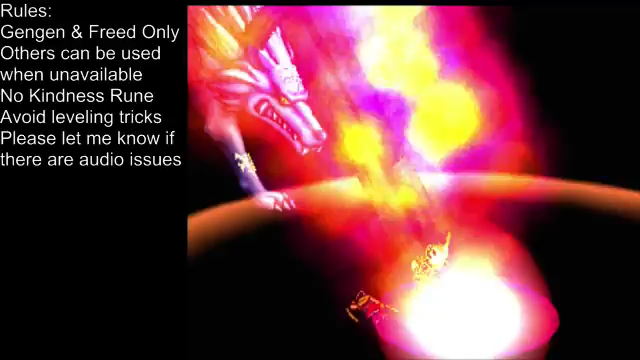 Rules:
Gengen & Freed Only
Others can be used
when unavailable
No Kindness Rune
Avoid leveling tricks
Please let me know if
there are audio issues